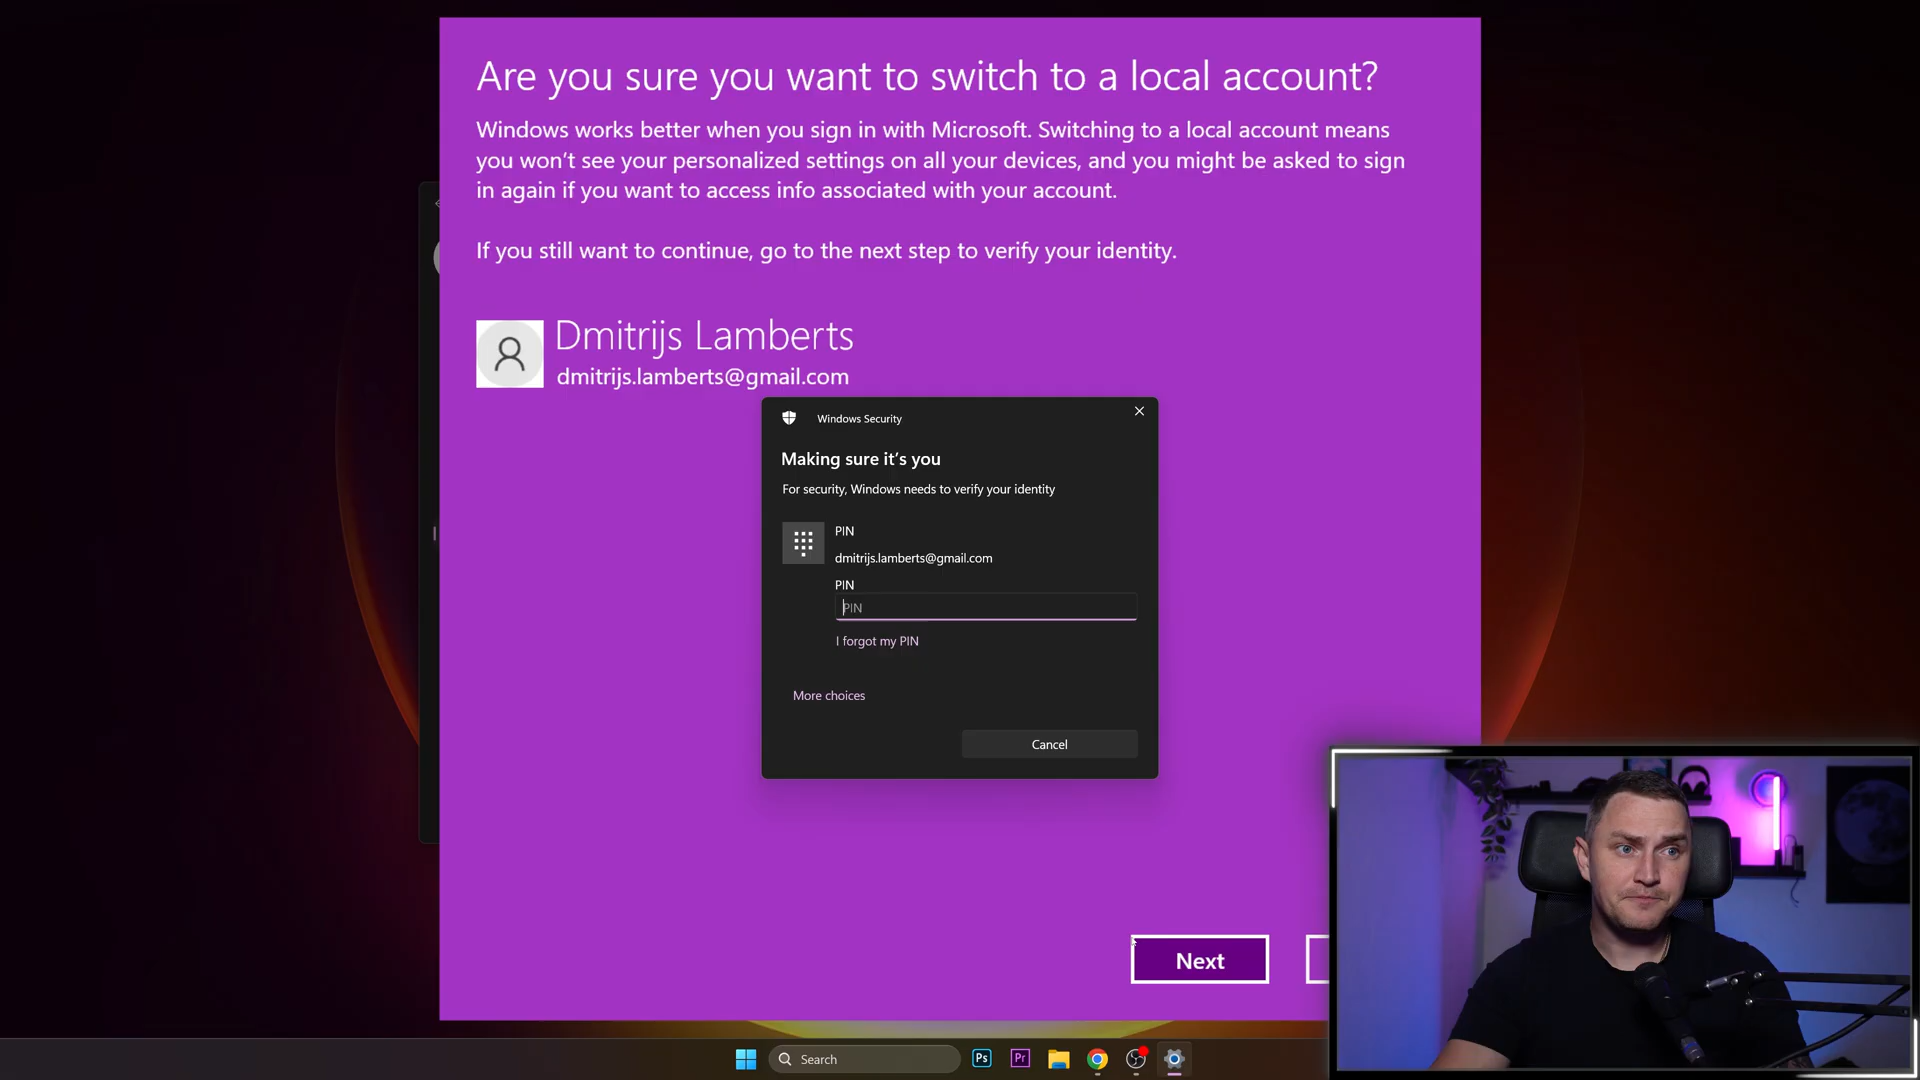 Are you sure you want to switch to a local account?
Windows works better when you sign in with Microsoft. Switching to a local account means
you won't see your personalized settings on all your devices, and you might be asked to sign
in again if you want to access info associated with your account.
If you still want to continue, go to the next step to verify your identity.
Dmitrijs Lamberts
dmitrijs.lamberts@gmail.com
Windows Security
Making sure it's you
For security, Windows needs to verify your identity
PIN
dmitrijs.lamberts@gmail.com
PIN
PIN
I forgot my PIN
More choices
Cancel
Next
Search
Ps
Pr